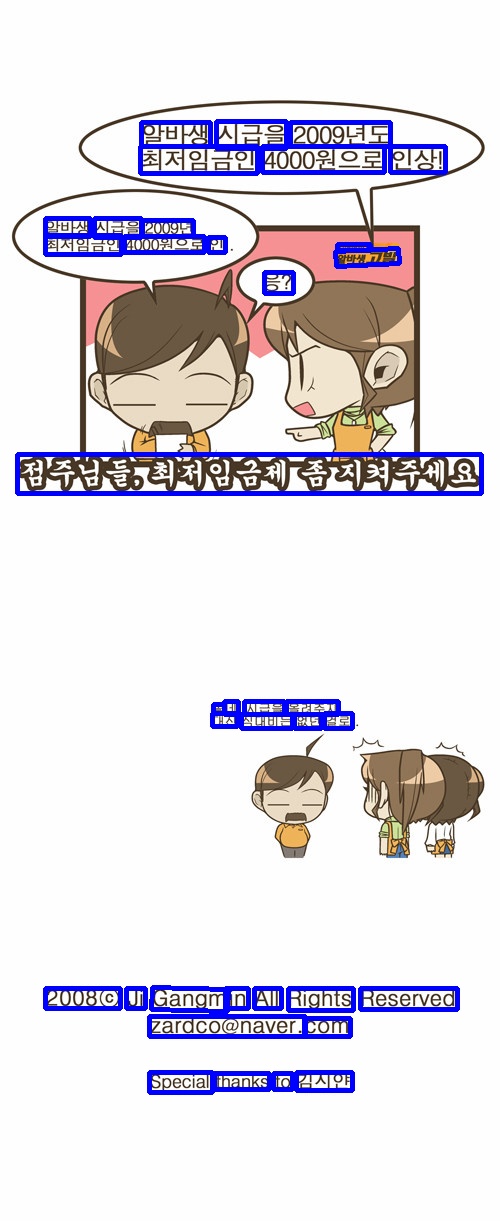 알바생 시급을 2009년도
최저임금인 4000원으로 인상!
알바생 시급을 2009년
최저임금인 4000원으로 인.
응?
알바생
점주님들, 최저임금제 좀 지켜주세요
시급을 올려주시
식대비는 없던 걸로.
2008ⓒ Ji Gangmin All Rights Reserved
zardco@naver.com
Special thanks to 김지안